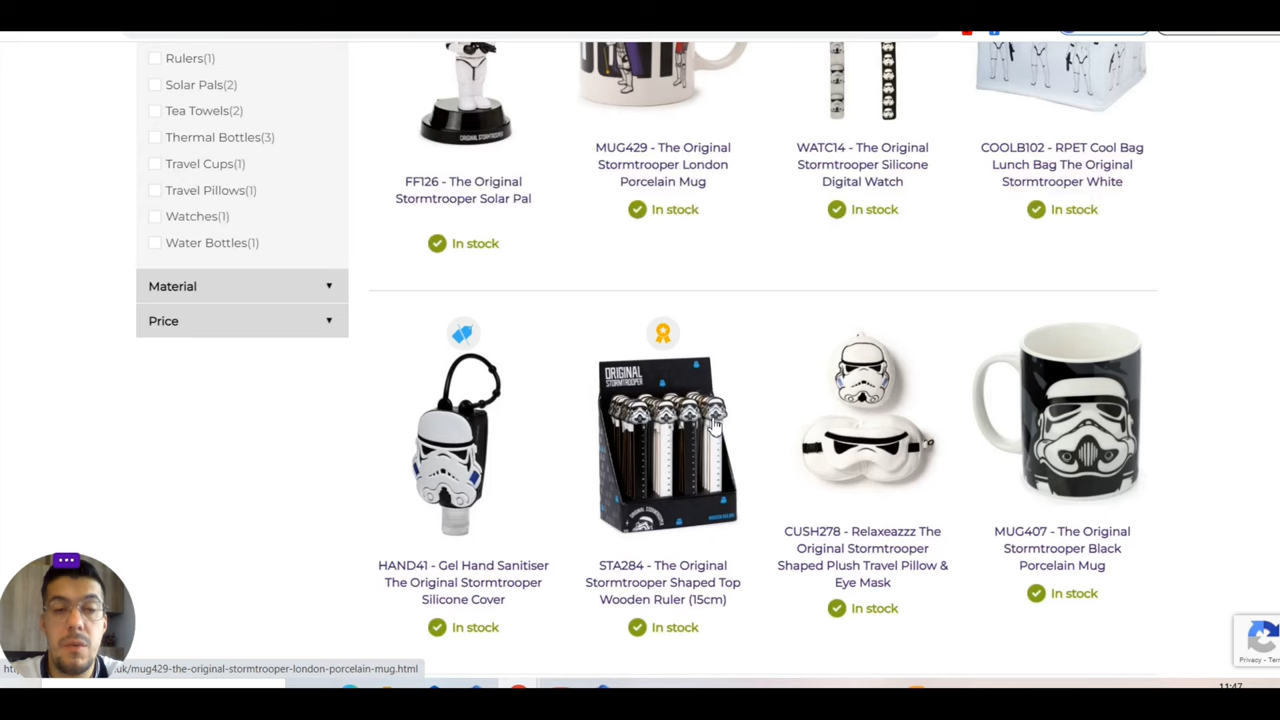 Rulers(1)
Solar Pals(2)
Tea Towels(2)
Thermal Bottles(3)
Travel Cups(1)
Travel Pillows(1)
Watches(1)
Water Bottles(1)
Material
Price
ORIGINAL STORMTROOPER
FF126 - The Original
Stormtrooper Solar Pal
In stock
MUG429 - The Original
Stormtrooper London
Porcelain Mug
In stock
WATC14 - The Original
Stormtrooper Silicone
Digital Watch
In stock
COOLB102 - RPET Cool Bag
Lunch Bag The Original
Stormtrooper White
In stock
HAND41 - Gel Hand Sanitiser
The Original Stormtrooper
Silicone Cover
In stock
ORIGINAL
STORMTROOPER
STA284 - The Original
Stormtrooper Shaped Top
Wooden Ruler (15cm)
In stock
CUSH278 - Relaxeazzz The
Original Stormtrooper
Shaped Plush Travel Pillow &
Eye Mask
In stock
MUG407 - The Original
Stormtrooper Black
Porcelain Mug
In stock
.uk/mug429-the-original-stormtrooper-london-porcelain-mug.html
Privacy - Ter
11:47